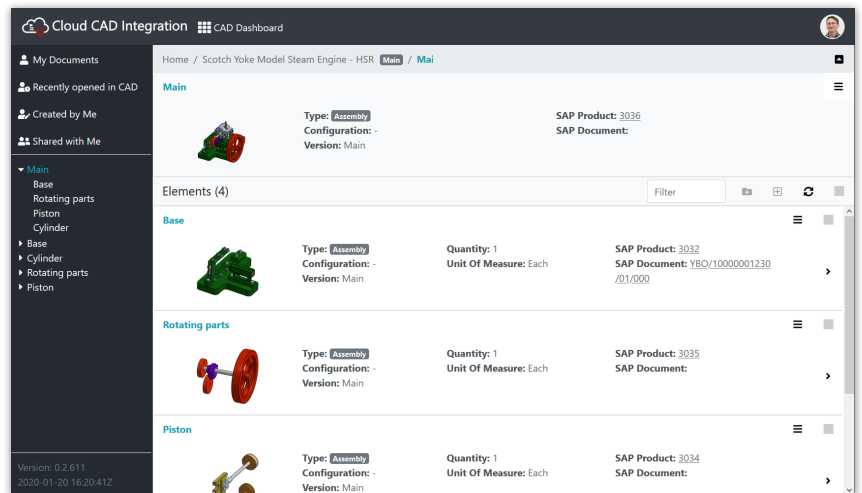 Cloud CAD Integration CAD Dashboard
My Documents
Recently opened in CAD
Created by Me
Shared with Me
Main
Base
Rotating parts
Piston
Cylinder
Base
Cylinder
Rotating parts
Piston
Version: 0.2.611
2020-01-20 16:20:41Z
Home / Scotch Yoke Model Steam Engine - HSR Main / Mai
Main
Type: Assembly
Configuration: -
Version: Main
SAP Product: 3036
SAP Document:
Elements (4)
Filter
Base
Type: Assembly
Configuration: -
Version: Main
Quantity: 1
Unit Of Measure: Each
SAP Product: 3032
SAP Document: YBO/10000001230
/01/000
Rotating parts
Type: Assembly
Configuration: -
Version: Main
Quantity: 1
Unit Of Measure: Each
SAP Product: 3035
SAP Document:
Piston
Type: Assembly
Configuration: -
Version: Main
Quantity: 1
Unit Of Measure: Each
SAP Product: 3034
SAP Document: